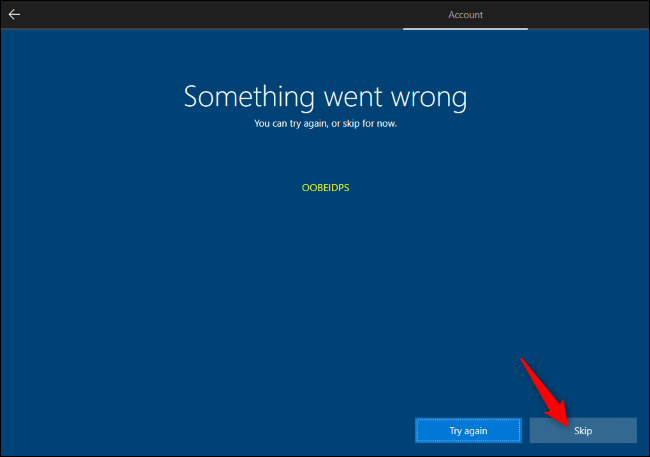 Account
Something went wrong
You can try again, or skip for now.
OOBEIDPS
Try again
Skip